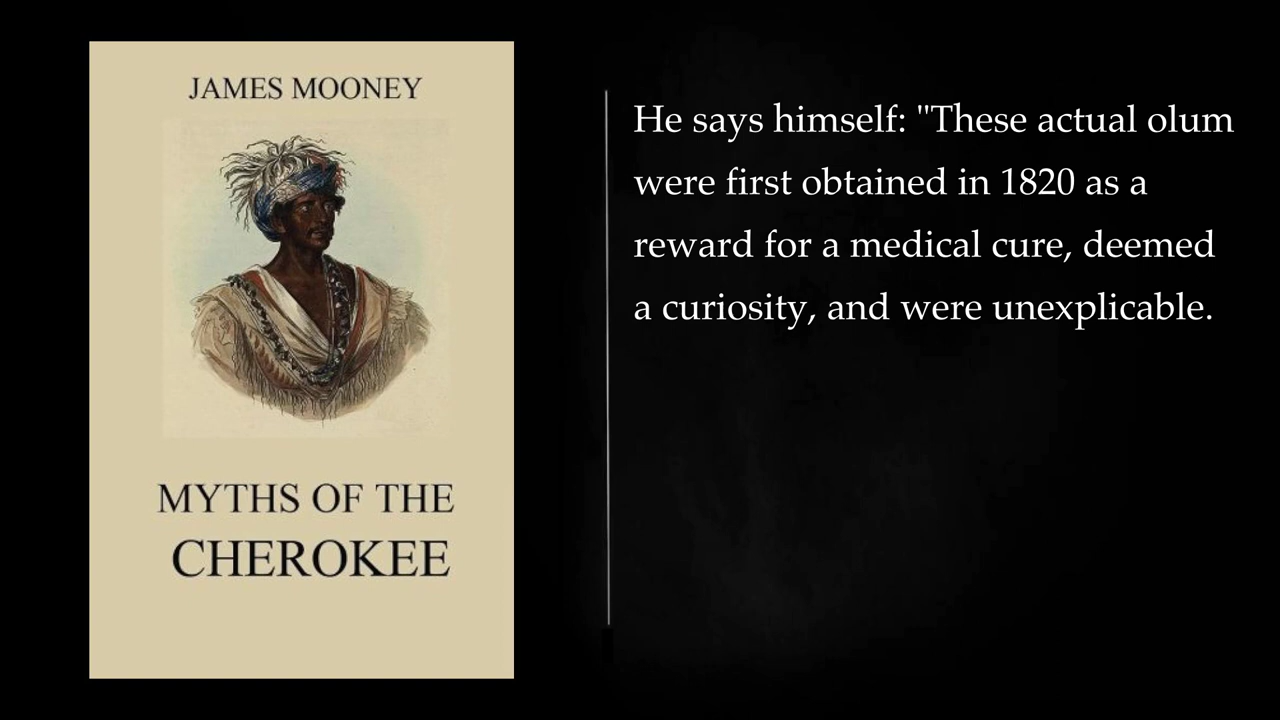 JAMES MOONEY
MYTHS OF THE
CHEROKEE
He says himself: "These actual olum
were first obtained in 1820 as a
reward for a medical cure, deemed
a curiosity, and were unexplicable.